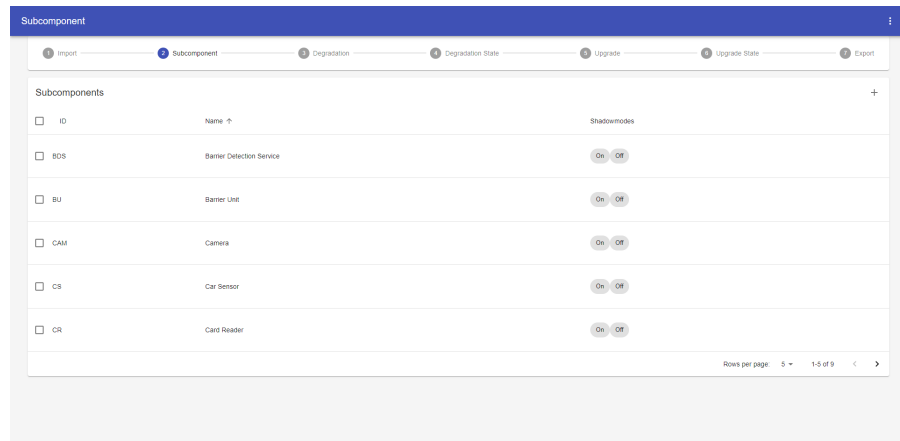 Subcomponent
1 Import 2 Subcomponent 3 Degradation 4 Degradation State 5 Upgrade 6 Upgrade State 7 Export
Subcomponents
ID Name Shadowmodes
BDS Barrier Detection Service On Off
BU Barrier Unit On Off
CAM Camera On Off
CS Car Sensor On Off
CR Card Reader On Off
Rows per page: 5 1-5 of 9